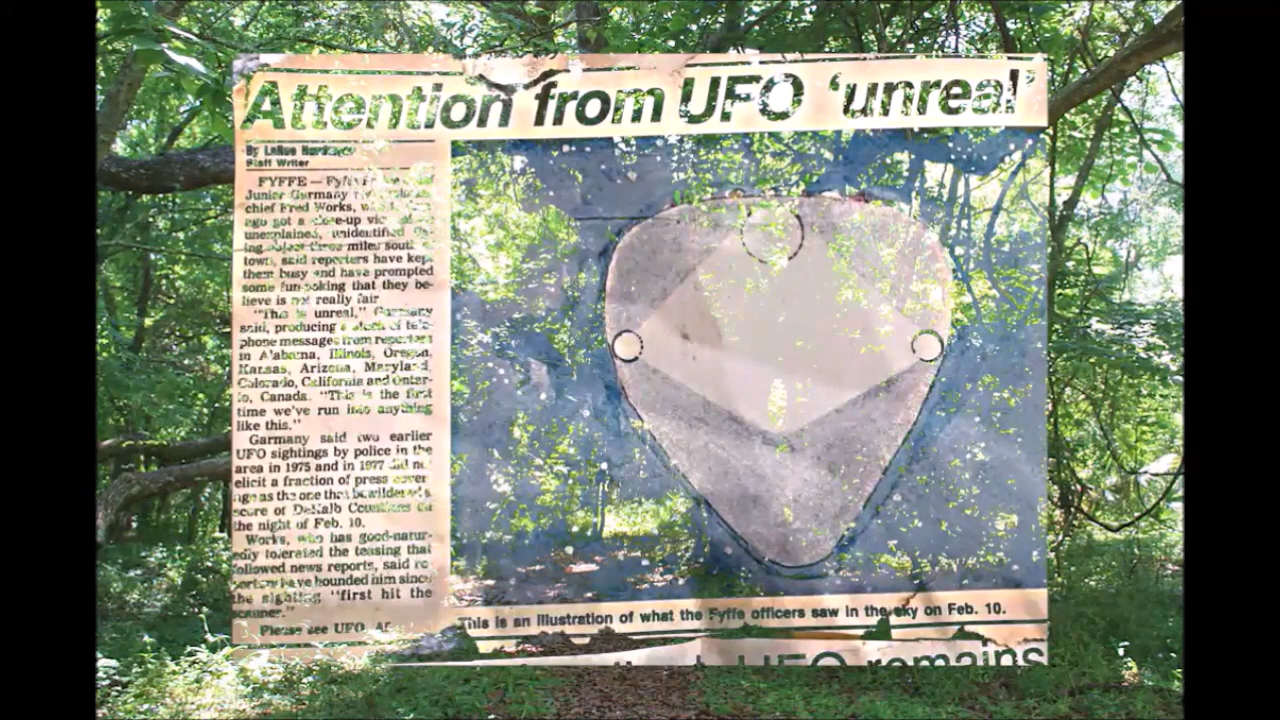 Attention from UFO 'unreal'
By LaRue
Staff Writer
FYFFE —
Junior Garmany
chief Fred Works,
ago got a close-up
unexplained, unidentified
ing object three miles south
town, said reporters have kept
them busy and have prompted
some fun-poking that they be-
lieve is not really fair.
"This is unreal," Garmany
said, producing a stack of tele-
phone messages from reporters
in Alabama, Illinois, Oregon,
Kansas, Arizona, Maryland,
Colorado, California and Ontar-
io, Canada. "This is the first
time we've run into anything
like this."
Garmany said two earlier
UFO sightings by police in the
area in 1975 and in 1977 did not
elicit a fraction of press cover-
age as the one that bewildered a
score of DeKalb Countians on
the night of Feb. 10.
Works, who has good-natur-
edly tolerated the teasing that
followed news reports, said re-
porters have hounded him since
the sighting "first hit the
Please see UFO,
This is an illustration of what the Fyffe officers saw in the sky on Feb. 10.
UFO remains